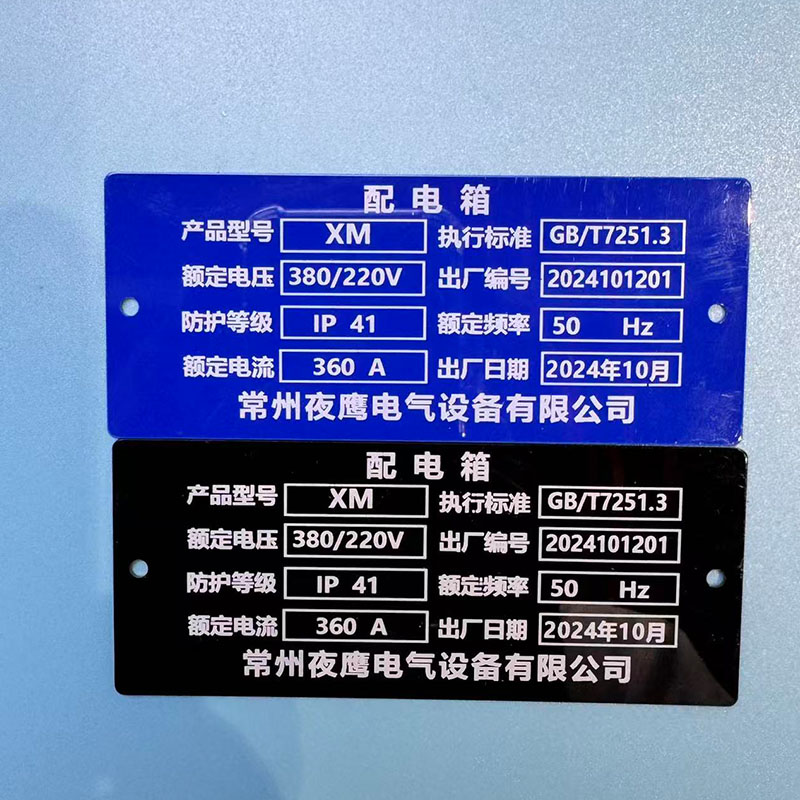 配电箱
产品型号 XM 执行标准 GB/T7251.3
额定电压 380/220V 出厂编号 2024101201
防护等级 IP 41 额定频率 50 Hz
额定电流 360 A 出厂日期 2024年10月
常州夜鹰电气设备有限公司
配电箱
产品型号 XM 执行标准 GB/T7251.3
额定电压 380/220V 出厂编号 2024101201
防护等级 IP 41 额定频率 50 Hz
额定电流 360 A 出厂日期 2024年10月
常州夜鹰电气设备有限公司